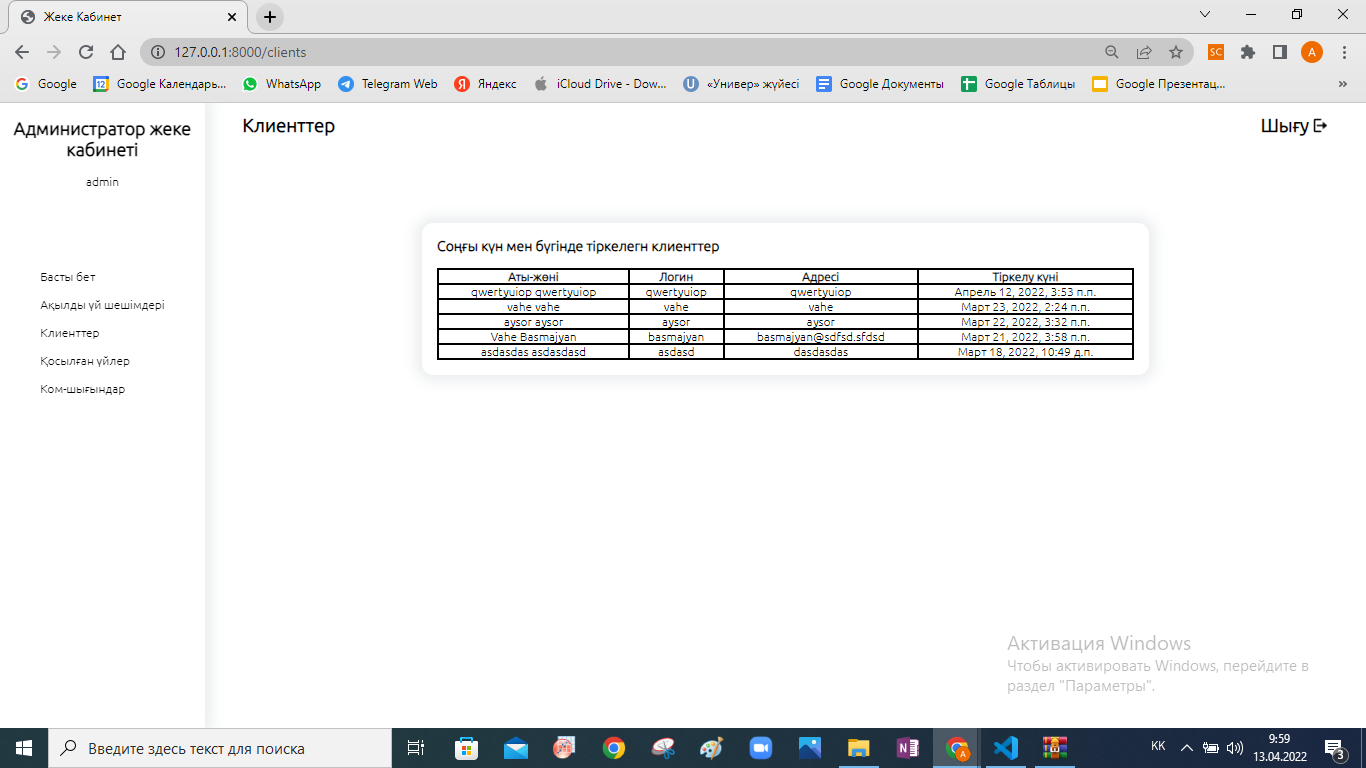 Жеке Кабинет
127.0.0.1:8000/clients
SC
A
Google
12
Google Календарь...
WhatsApp
Telegram Web
Я
Яндекс
iCloud Drive - Dow...
U
«Универ» жүйесі
Google Документы
Google Таблицы
Google Презентац...
»
Администратор жеке
кабинеті
admin
Басты бет
Ақылды үй шешімдері
Клиенттер
Қосылған үйлер
Ком-шығындар
Клиенттер
Шығу
Соңғы күн мен бүгінде тіркелегн клиенттер
Аты-жөні Логин Адресі Тіркелу күні
qwertyuiop qwertyuiop qwertyuiop qwertyuiop Апрель 12, 2022, 3:53 п.п.
vahe vahe vahe vahe Март 23, 2022, 2:24 п.п.
aysor aysor aysor aysor Март 22, 2022, 3:32 п.п.
Vahe Basmajyan basmajyan basmajyan@sdfsd.sfdsd Март 21, 2022, 3:58 п.п.
asdasdas asdasdasd asdasd dasdasdas Март 18, 2022, 10:49 д.п.
Активация Windows
Чтобы активировать Windows, перейдите в
раздел "Параметры".
Введите здесь текст для поиска
N
A
KK
9:59
13.04.2022
3